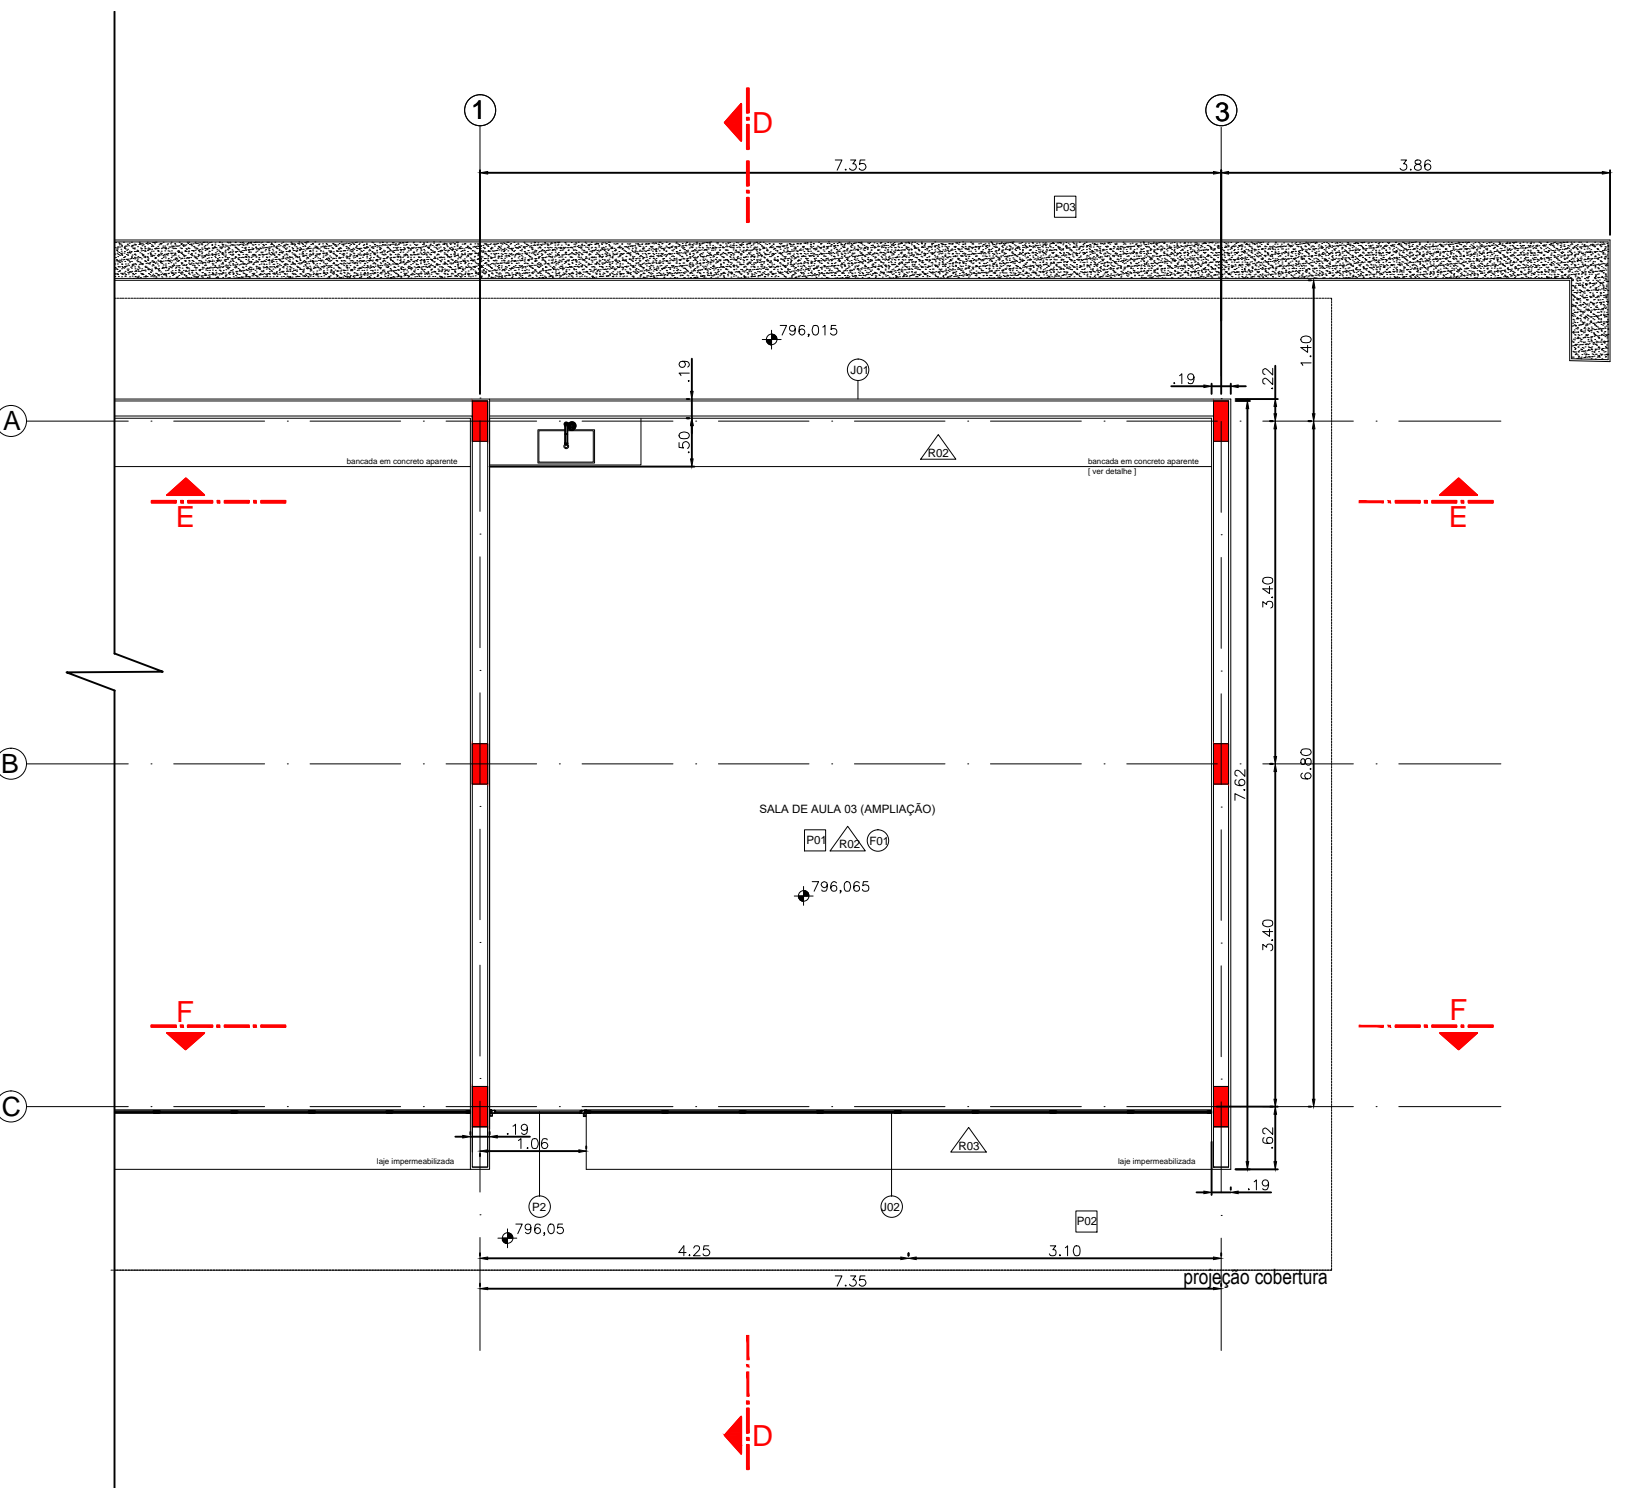 1
D
3
7.35
3.86
P03
796,015
1.40
.19
J01
.19
.22
A
.50
R02
bancada em concreto aparente
bancada em concreto aparente
[ ver detalhe ]
E
E
3.40
B
6.80
7.62
SALA DE AULA 03 (AMPLIAÇÃO)
P01
R02
F01
796,065
3.40
F
F
C
.19
1.06
R03
.62
laje impermeabilizada
laje impermeabilizada
.19
P2
J02
P02
796,05
4.25
3.10
projeção cobertura
7.35
D